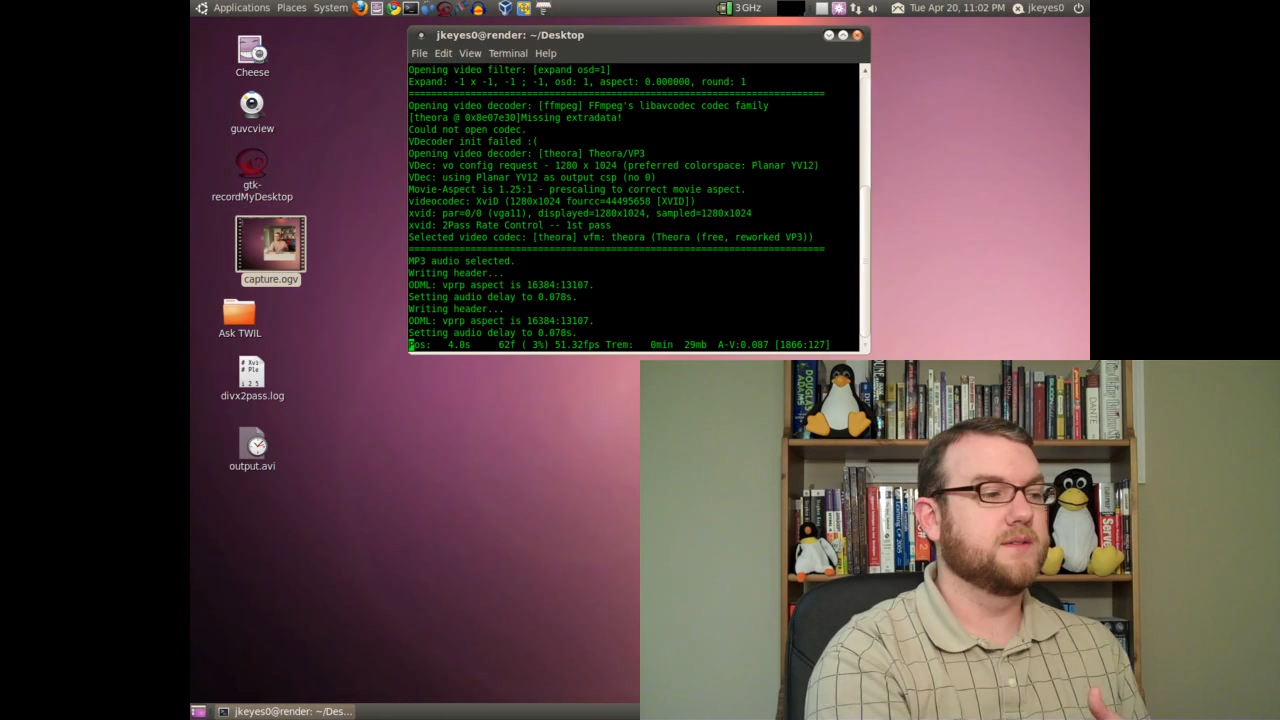 Applications Places System
3GHz
Tue Apr 20, 11:02 PM
jkeyes0
jkeyes0@render: ~/Desktop
File Edit View Terminal Help
Opening video filter: [expand osd=1]
Expand: -1 x -1, -1 ; -1, osd: 1, aspect: 0.000000, round: 1
==========================================================================
Opening video decoder: [ffmpeg] FFmpeg's libavcodec codec family
[theora @ 0x8e07e30]Missing extradata!
Could not open codec.
VDecoder init failed :(
Opening video decoder: [theora] Theora/VP3
VDec: vo config request - 1280 x 1024 (preferred colorspace: Planar YV12)
VDec: using Planar YV12 as output csp (no 0)
Movie-Aspect is 1.25:1 - prescaling to correct movie aspect.
videocodec: XviD (1280x1024 fourcc=44495658 [XVID])
xvid: par=0/0 (vga11), displayed=1280x1024, sampled=1280x1024
xvid: 2Pass Rate Control -- 1st pass
Selected video codec: [theora] vfm: theora (Theora (free, reworked VP3))
==========================================================================
MP3 audio selected.
Writing header...
ODML: vprp aspect is 16384:13107.
Setting audio delay to 0.078s.
Writing header...
ODML: vprp aspect is 16384:13107.
Setting audio delay to 0.078s.
Pos: 4.0s 62f ( 3%) 51.32fps Trem: 0min 29mb A-V:0.087 [1866:127]
Cheese
guvcview
gtk-
recordMyDesktop
capture.ogv
Ask TWIL
# Xvi
# Ple
i 2 5
divx2pass.log
output.avi
DOUGLAS
ADAMS
DANTE
jkeyes0@render: ~/Des...